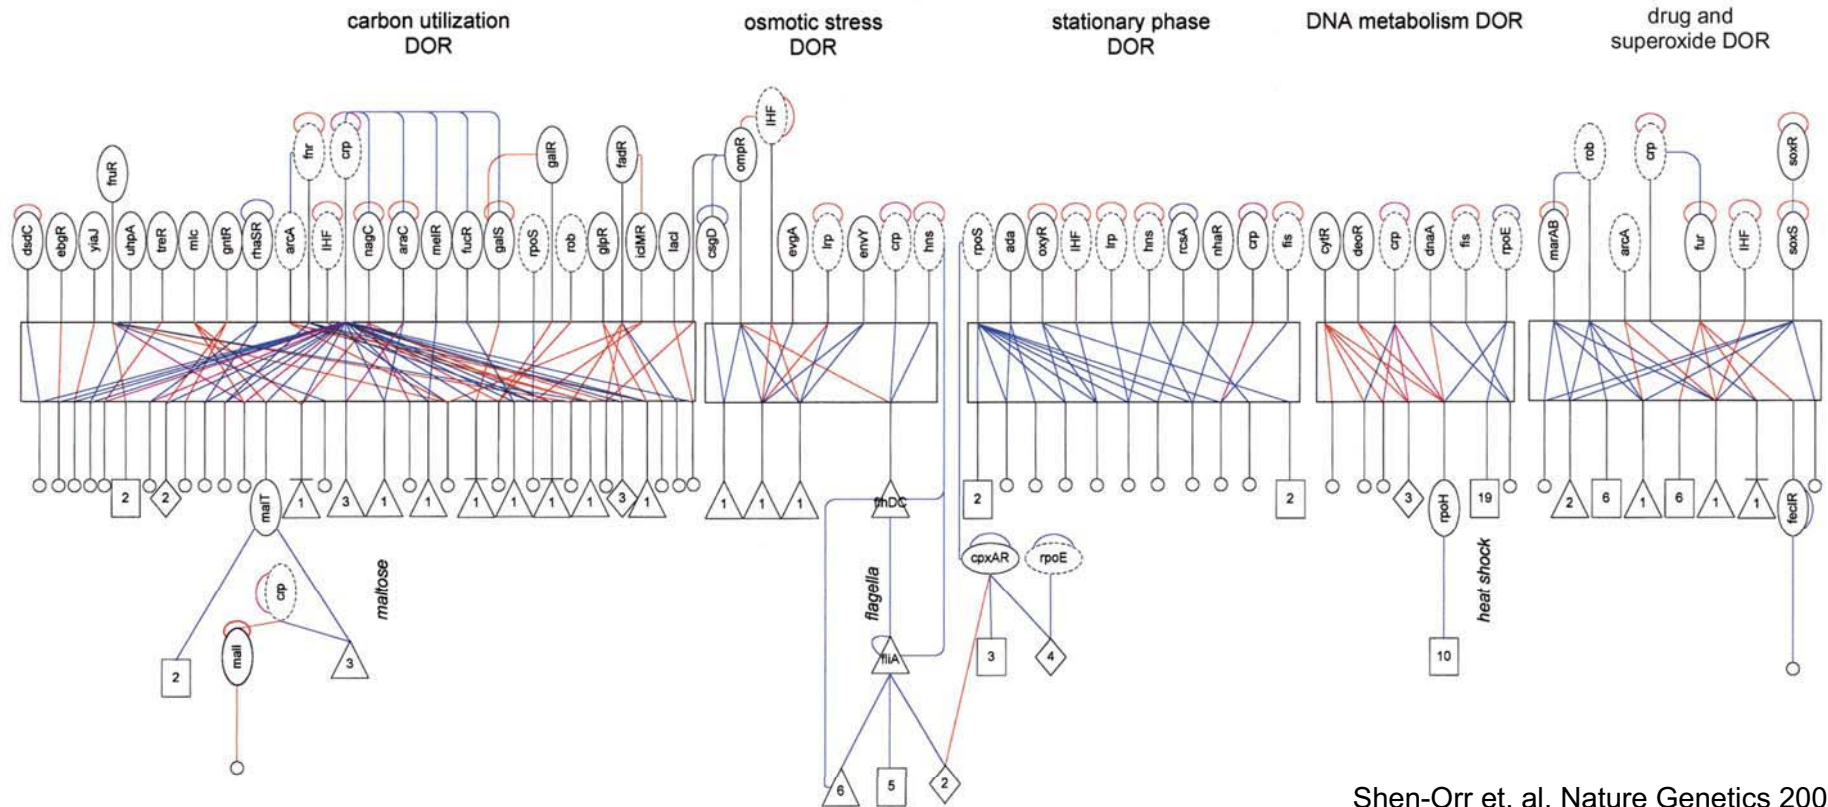 carbon utilization
DOR
osmotic stress
DOR
stationary phase
DOR
DNA metabolism DOR
drug and
superoxide DOR
fruR
fnr
crp
galR
fadR
ompR
IHF
rob
crp
soxR
dsdC
ebgR
yiaJ
uhpA
treR
mlc
gntR
rhaSR
arcA
IHF
nagC
araC
melR
fucR
galS
rpoS
rob
glpR
iclMR
lacI
csgD
evgA
lrp
envY
crp
hns
rpoS
ada
oxyR
IHF
lrp
hns
rcsA
nhaR
crp
fis
cytR
deoR
crp
dnaA
fis
rpoE
marAB
arcA
fur
IHF
soxS
2
2
malT
1
3
1
1
1
1
1
1
3
1
1
1
1
flhDC
2
2
3
rpoH
19
2
6
1
6
1
1
fecIR
cpxAR
rpoE
crp
maltose
flagella
heat shock
malI
2
3
fliA
3
4
10
6
5
2
Shen-Orr et. al. Nature Genetics 200